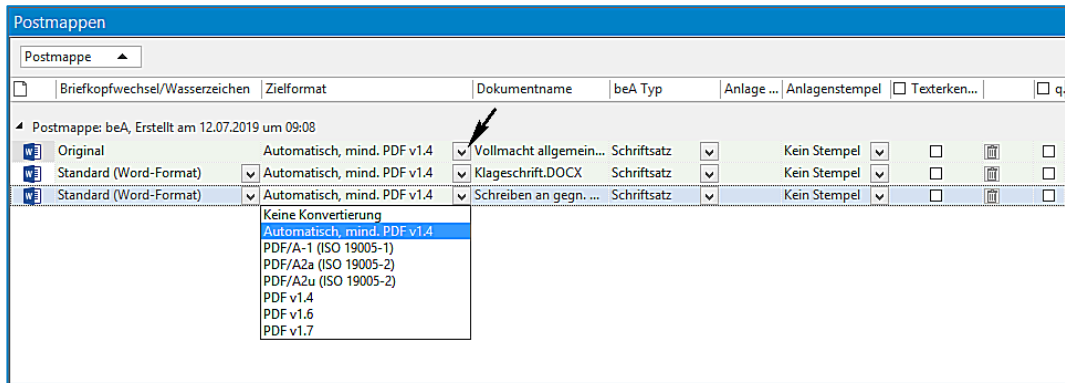 Postmappen
Postmappe
Briefkopfwechsel/Wasserzeichen Zielformat Dokumentname beA Typ Anlage ... Anlagenstempel Texterken... q.
Postmappe: beA, Erstellt am 12.07.2019 um 09:08
Original Automatisch, mind. PDF v1.4 Vollmacht allgemein... Schriftsatz Kein Stempel
Standard (Word-Format) Automatisch, mind. PDF v1.4 Klageschrift.DOCX Schriftsatz Kein Stempel
Standard (Word-Format) Automatisch, mind. PDF v1.4 Schreiben an gegn. ... Schriftsatz Kein Stempel
Keine Konvertierung
Automatisch, mind. PDF v1.4
PDF/A-1 (ISO 19005-1)
PDF/A2a (ISO 19005-2)
PDF/A2u (ISO 19005-2)
PDF v1.4
PDF v1.6
PDF v1.7